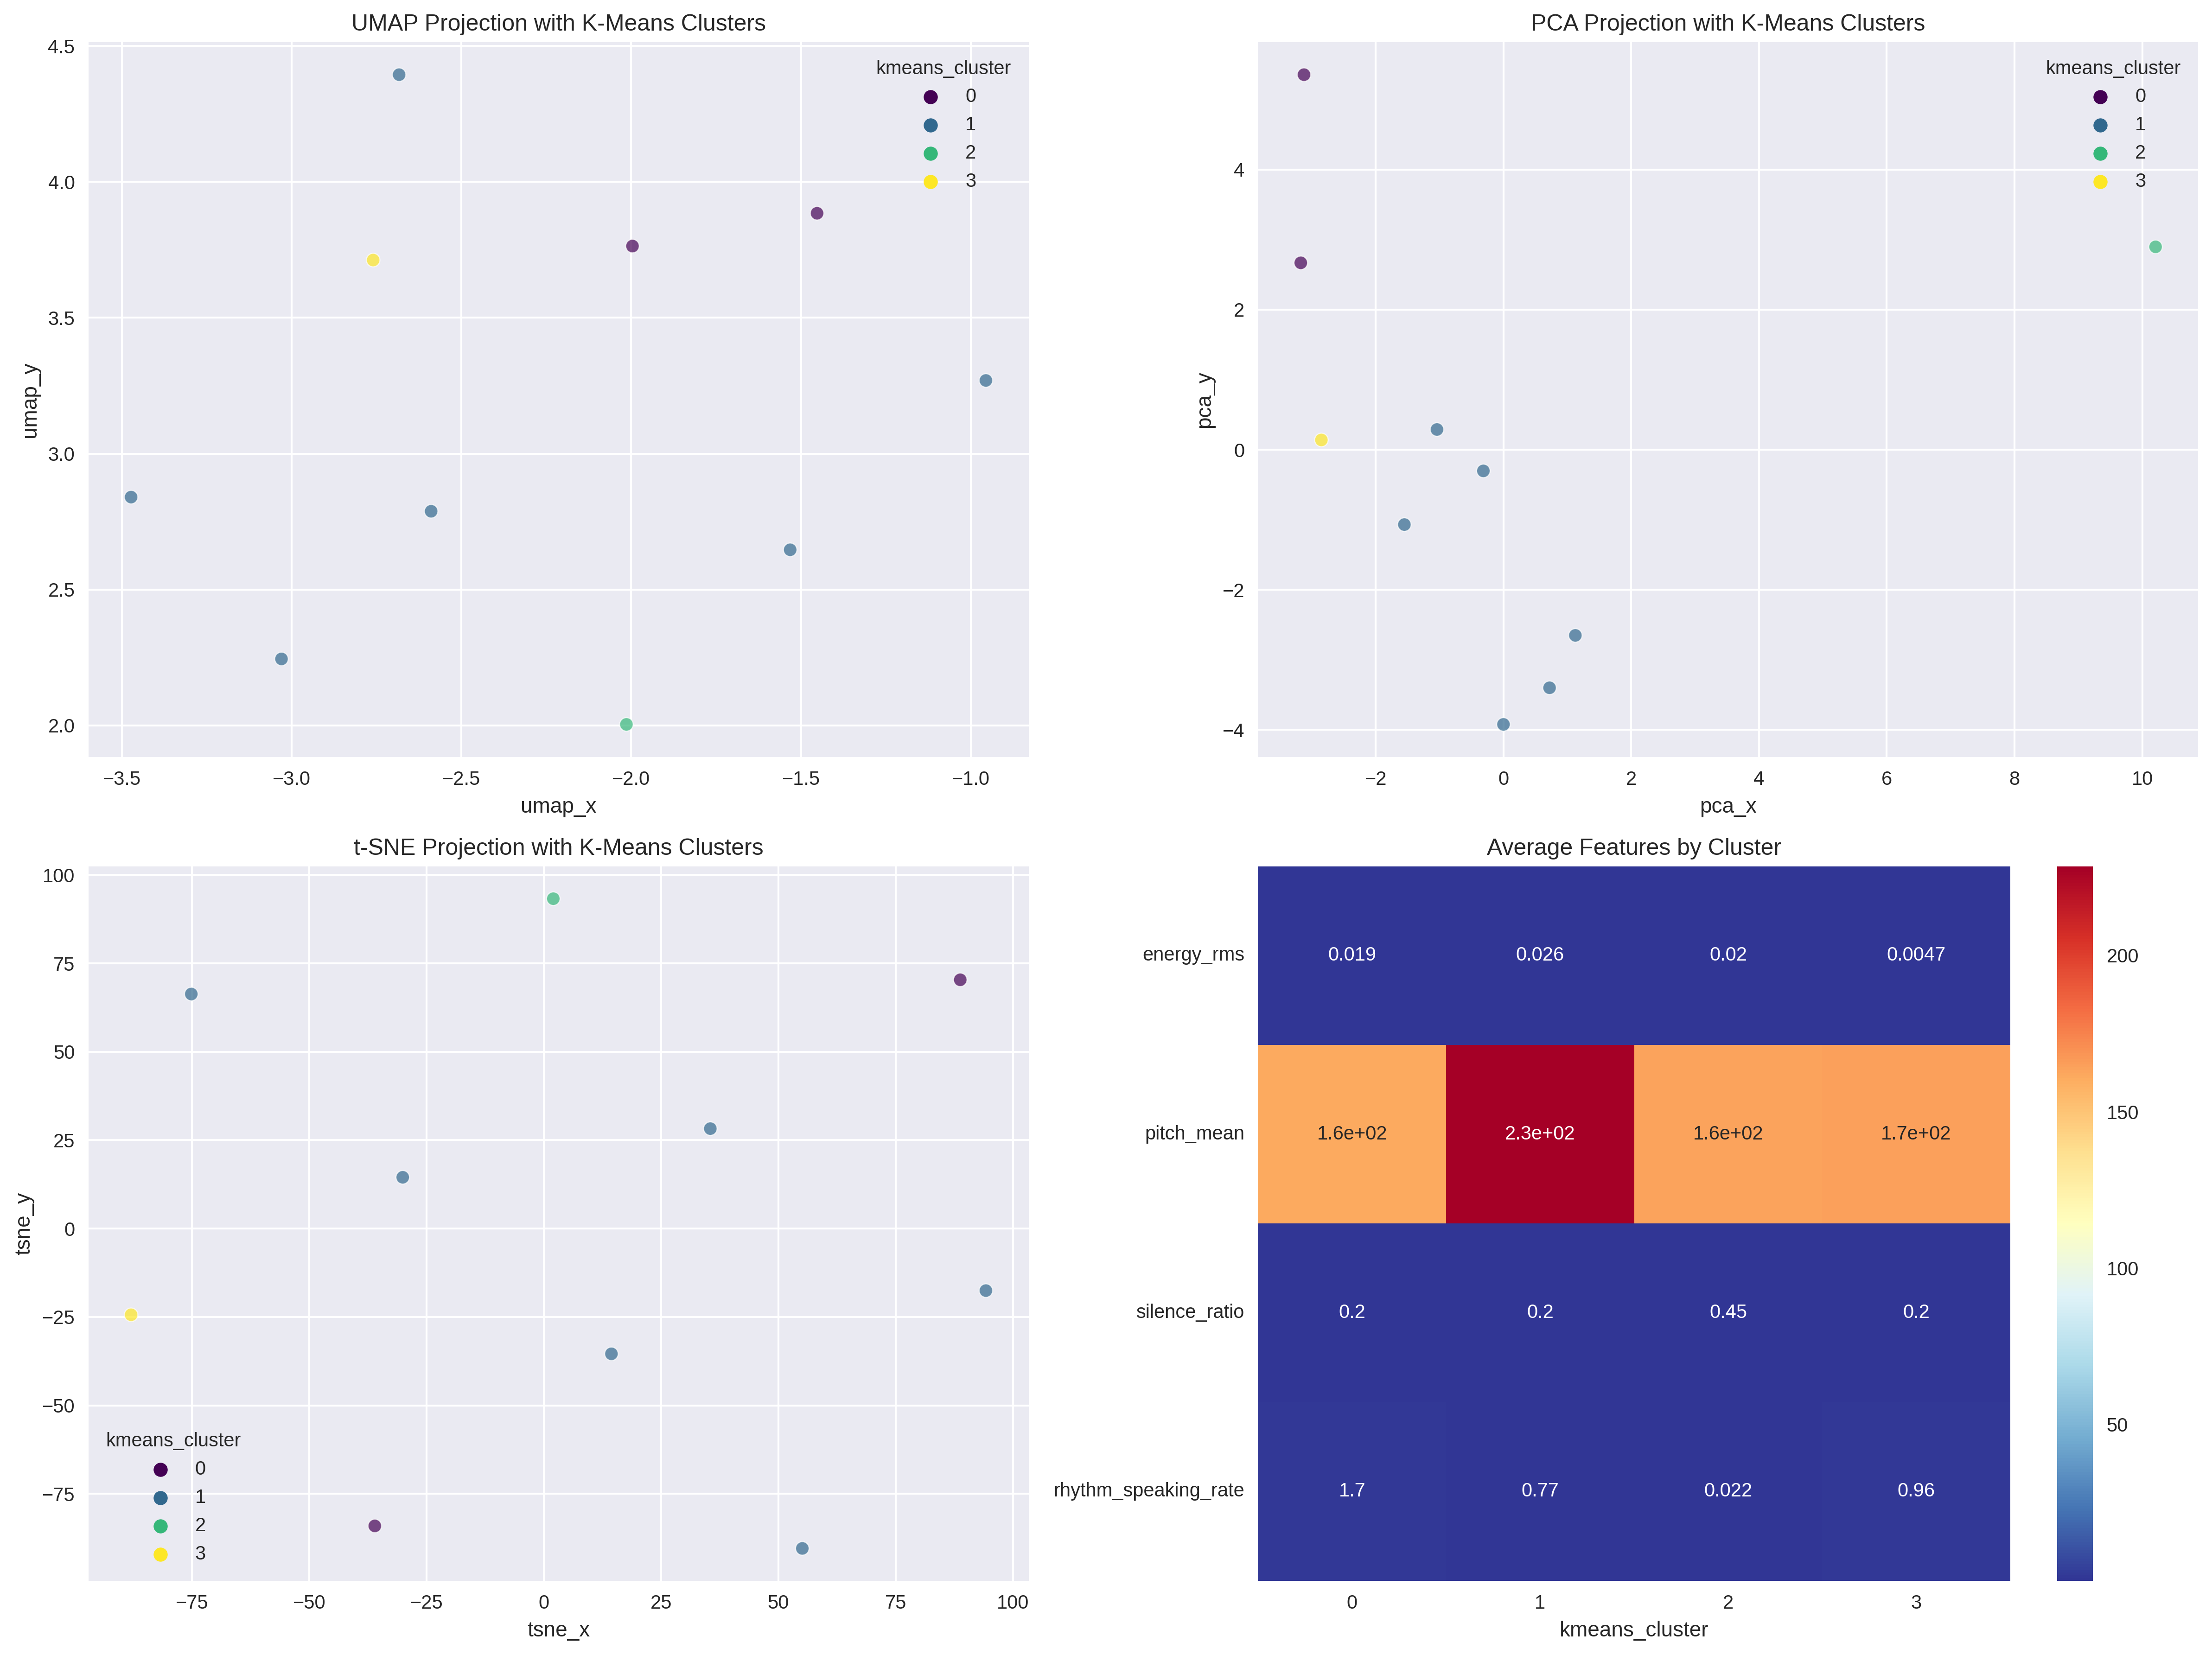 UMAP Projection with K-Means Clusters
4.5
4.0
3.5
3.0
2.5
2.0
umap_y
−3.5 −3.0 −2.5 −2.0 −1.5 −1.0
umap_x
kmeans_cluster
0
1
2
3
PCA Projection with K-Means Clusters
4
2
0
−2
−4
pca_y
−2 0 2 4 6 8 10
pca_x
kmeans_cluster
0
1
2
3
t-SNE Projection with K-Means Clusters
100
75
50
25
0
−25
−50
−75
tsne_y
−75 −50 −25 0 25 50 75 100
tsne_x
kmeans_cluster
0
1
2
3
Average Features by Cluster
energy_rms 0.019 0.026 0.02 0.0047
pitch_mean 1.6e+02 2.3e+02 1.6e+02 1.7e+02
silence_ratio 0.2 0.2 0.45 0.2
rhythm_speaking_rate 1.7 0.77 0.022 0.96
0 1 2 3
kmeans_cluster
200
150
100
50